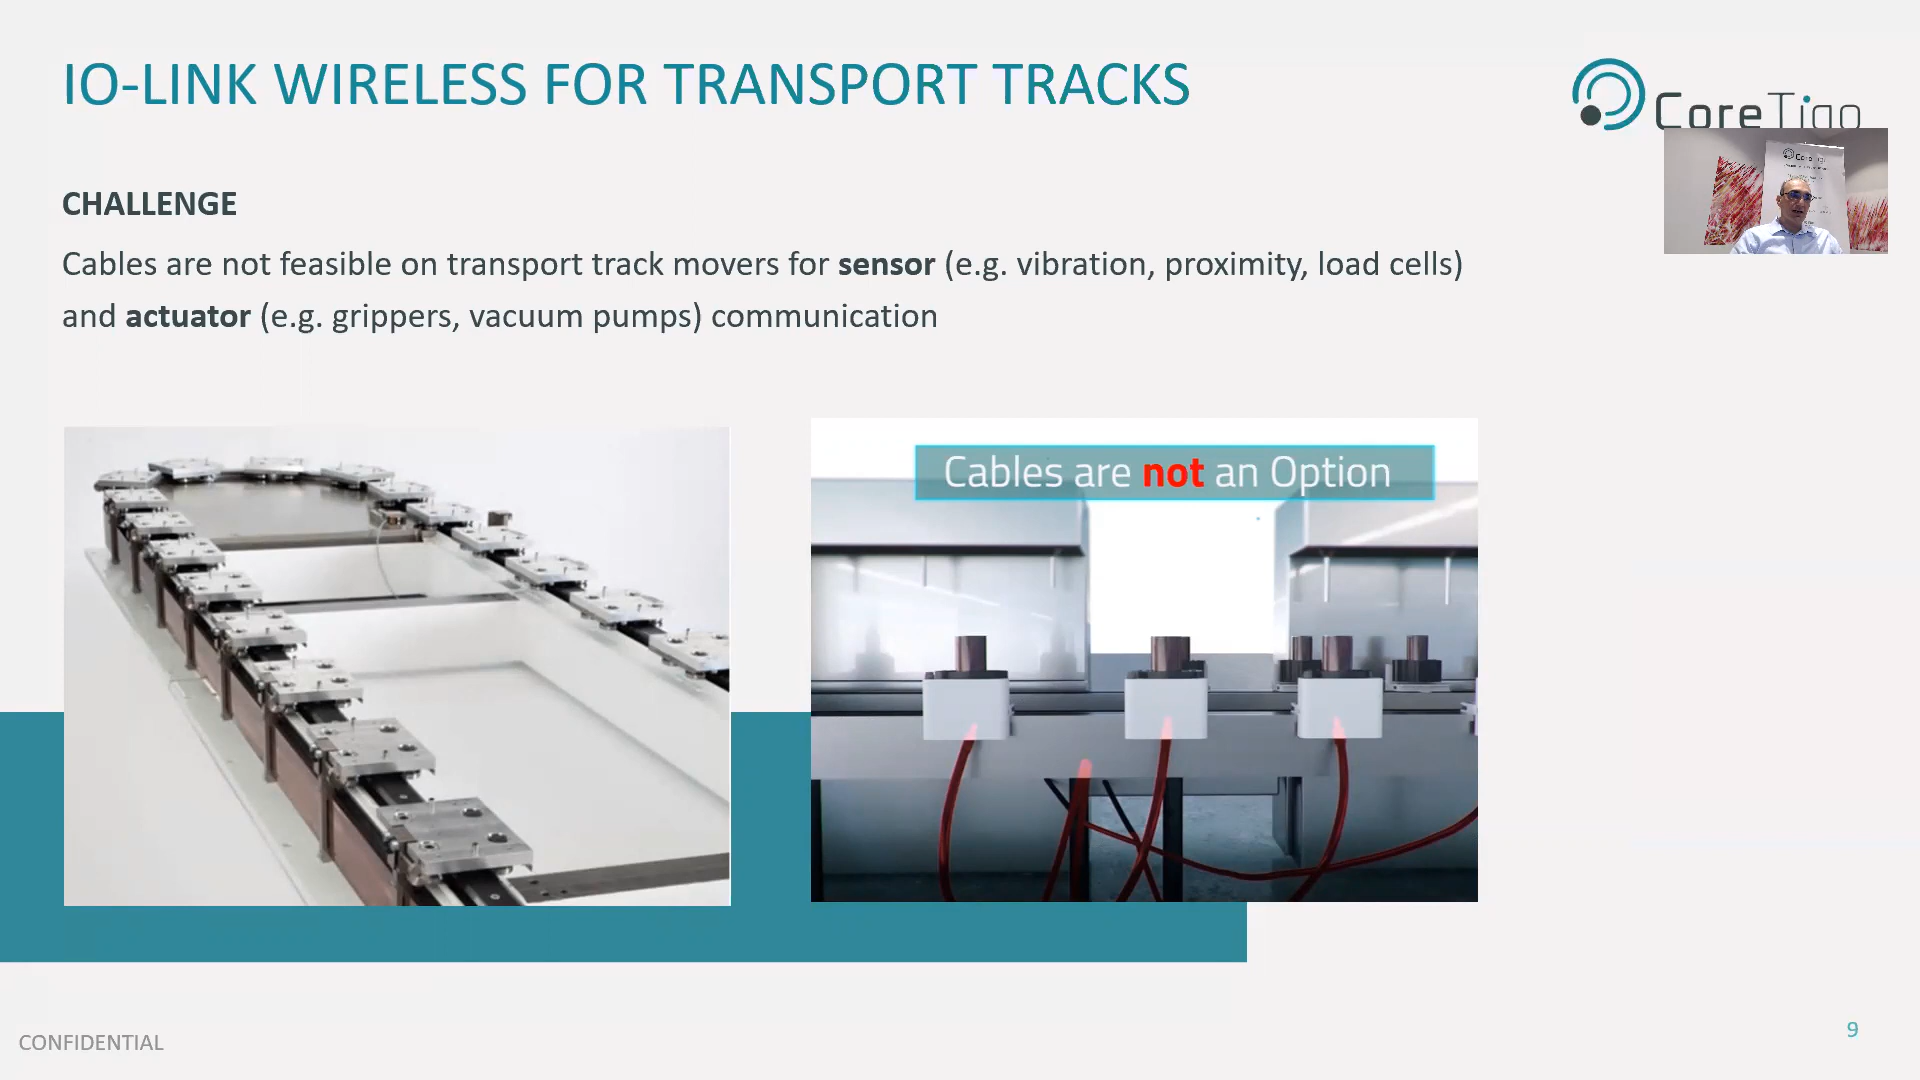 IO-LINK WIRELESS FOR TRANSPORT TRACKS
CoreTigo
CHALLENGE
Cables are not feasible on transport track movers for sensor (e.g. vibration, proximity, load cells)
and actuator (e.g. grippers, vacuum pumps) communication
Cables are not an Option
CONFIDENTIAL
9